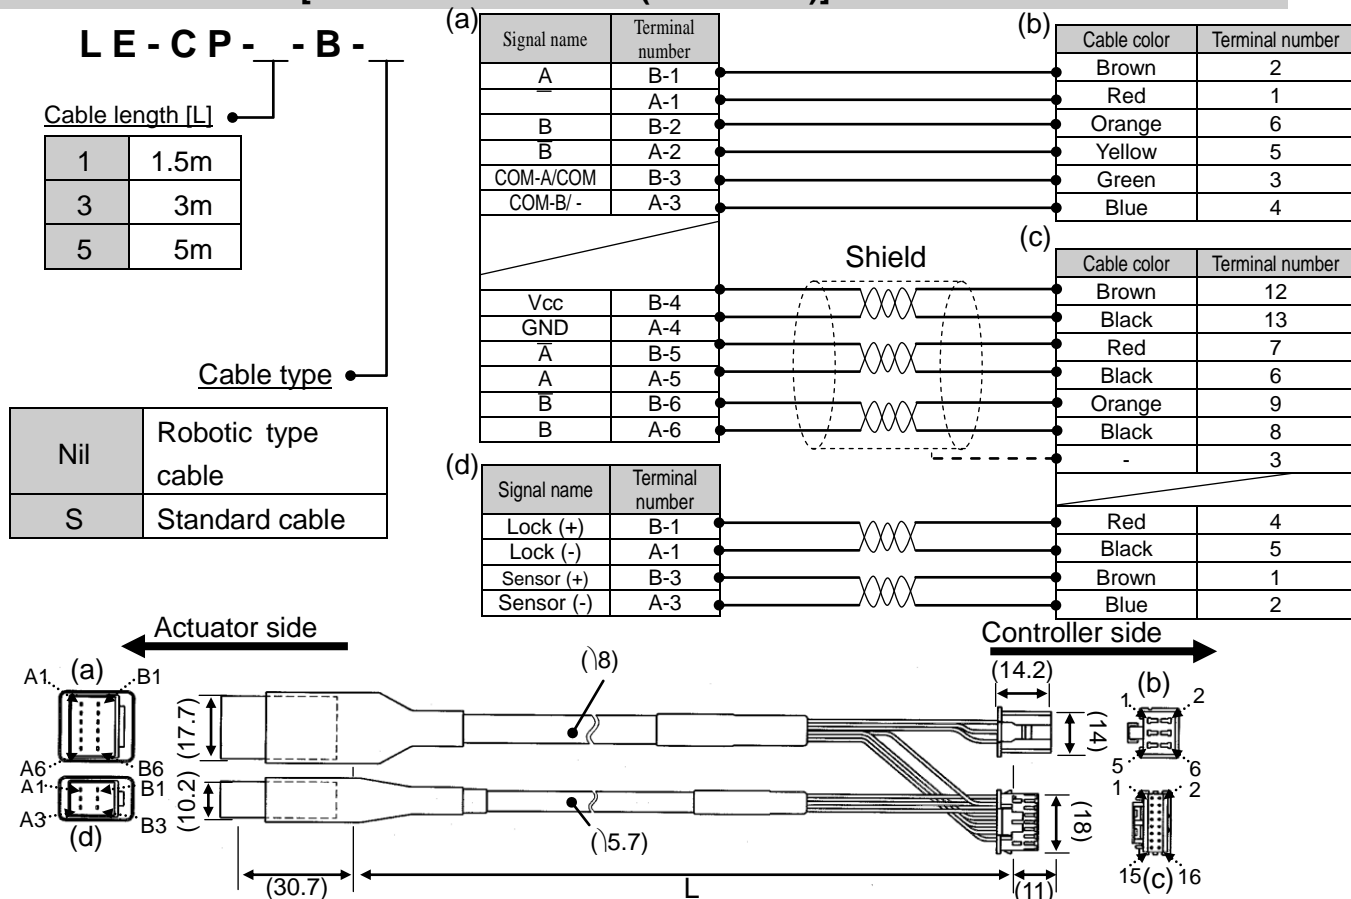 LE-CP-__-B-__
Cable length [L]
1 1.5m
3 3m
5 5m
Cable type
Nil Robotic type cable
S Standard cable
(a)
Signal name Terminal number
A B-1
A-1
B B-2
B̅ A-2
COM-A/COM B-3
COM-B/ - A-3
Vcc B-4
GND A-4
A̅ B-5
A A-5
B̅ B-6
B A-6
Shield
(b)
Cable color Terminal number
Brown 2
Red 1
Orange 6
Yellow 5
Green 3
Blue 4
(c)
Cable color Terminal number
Brown 12
Black 13
Red 7
Black 6
Orange 9
Black 8
- 3
Red 4
Black 5
Brown 1
Blue 2
(d)
Signal name Terminal number
Lock (+) B-1
Lock (-) A-1
Sensor (+) B-3
Sensor (-) A-3
Actuator side
Controller side
(a)
A1 B1
A6 B6
A1 B1
A3 B3
(d)
(17.7)
(10.2)
(30.7)
(⌀8)
(⌀5.7)
L
(14.2)
(14)
(18)
(11)
(b)
1 2
5 6
1 2
15 (c) 16